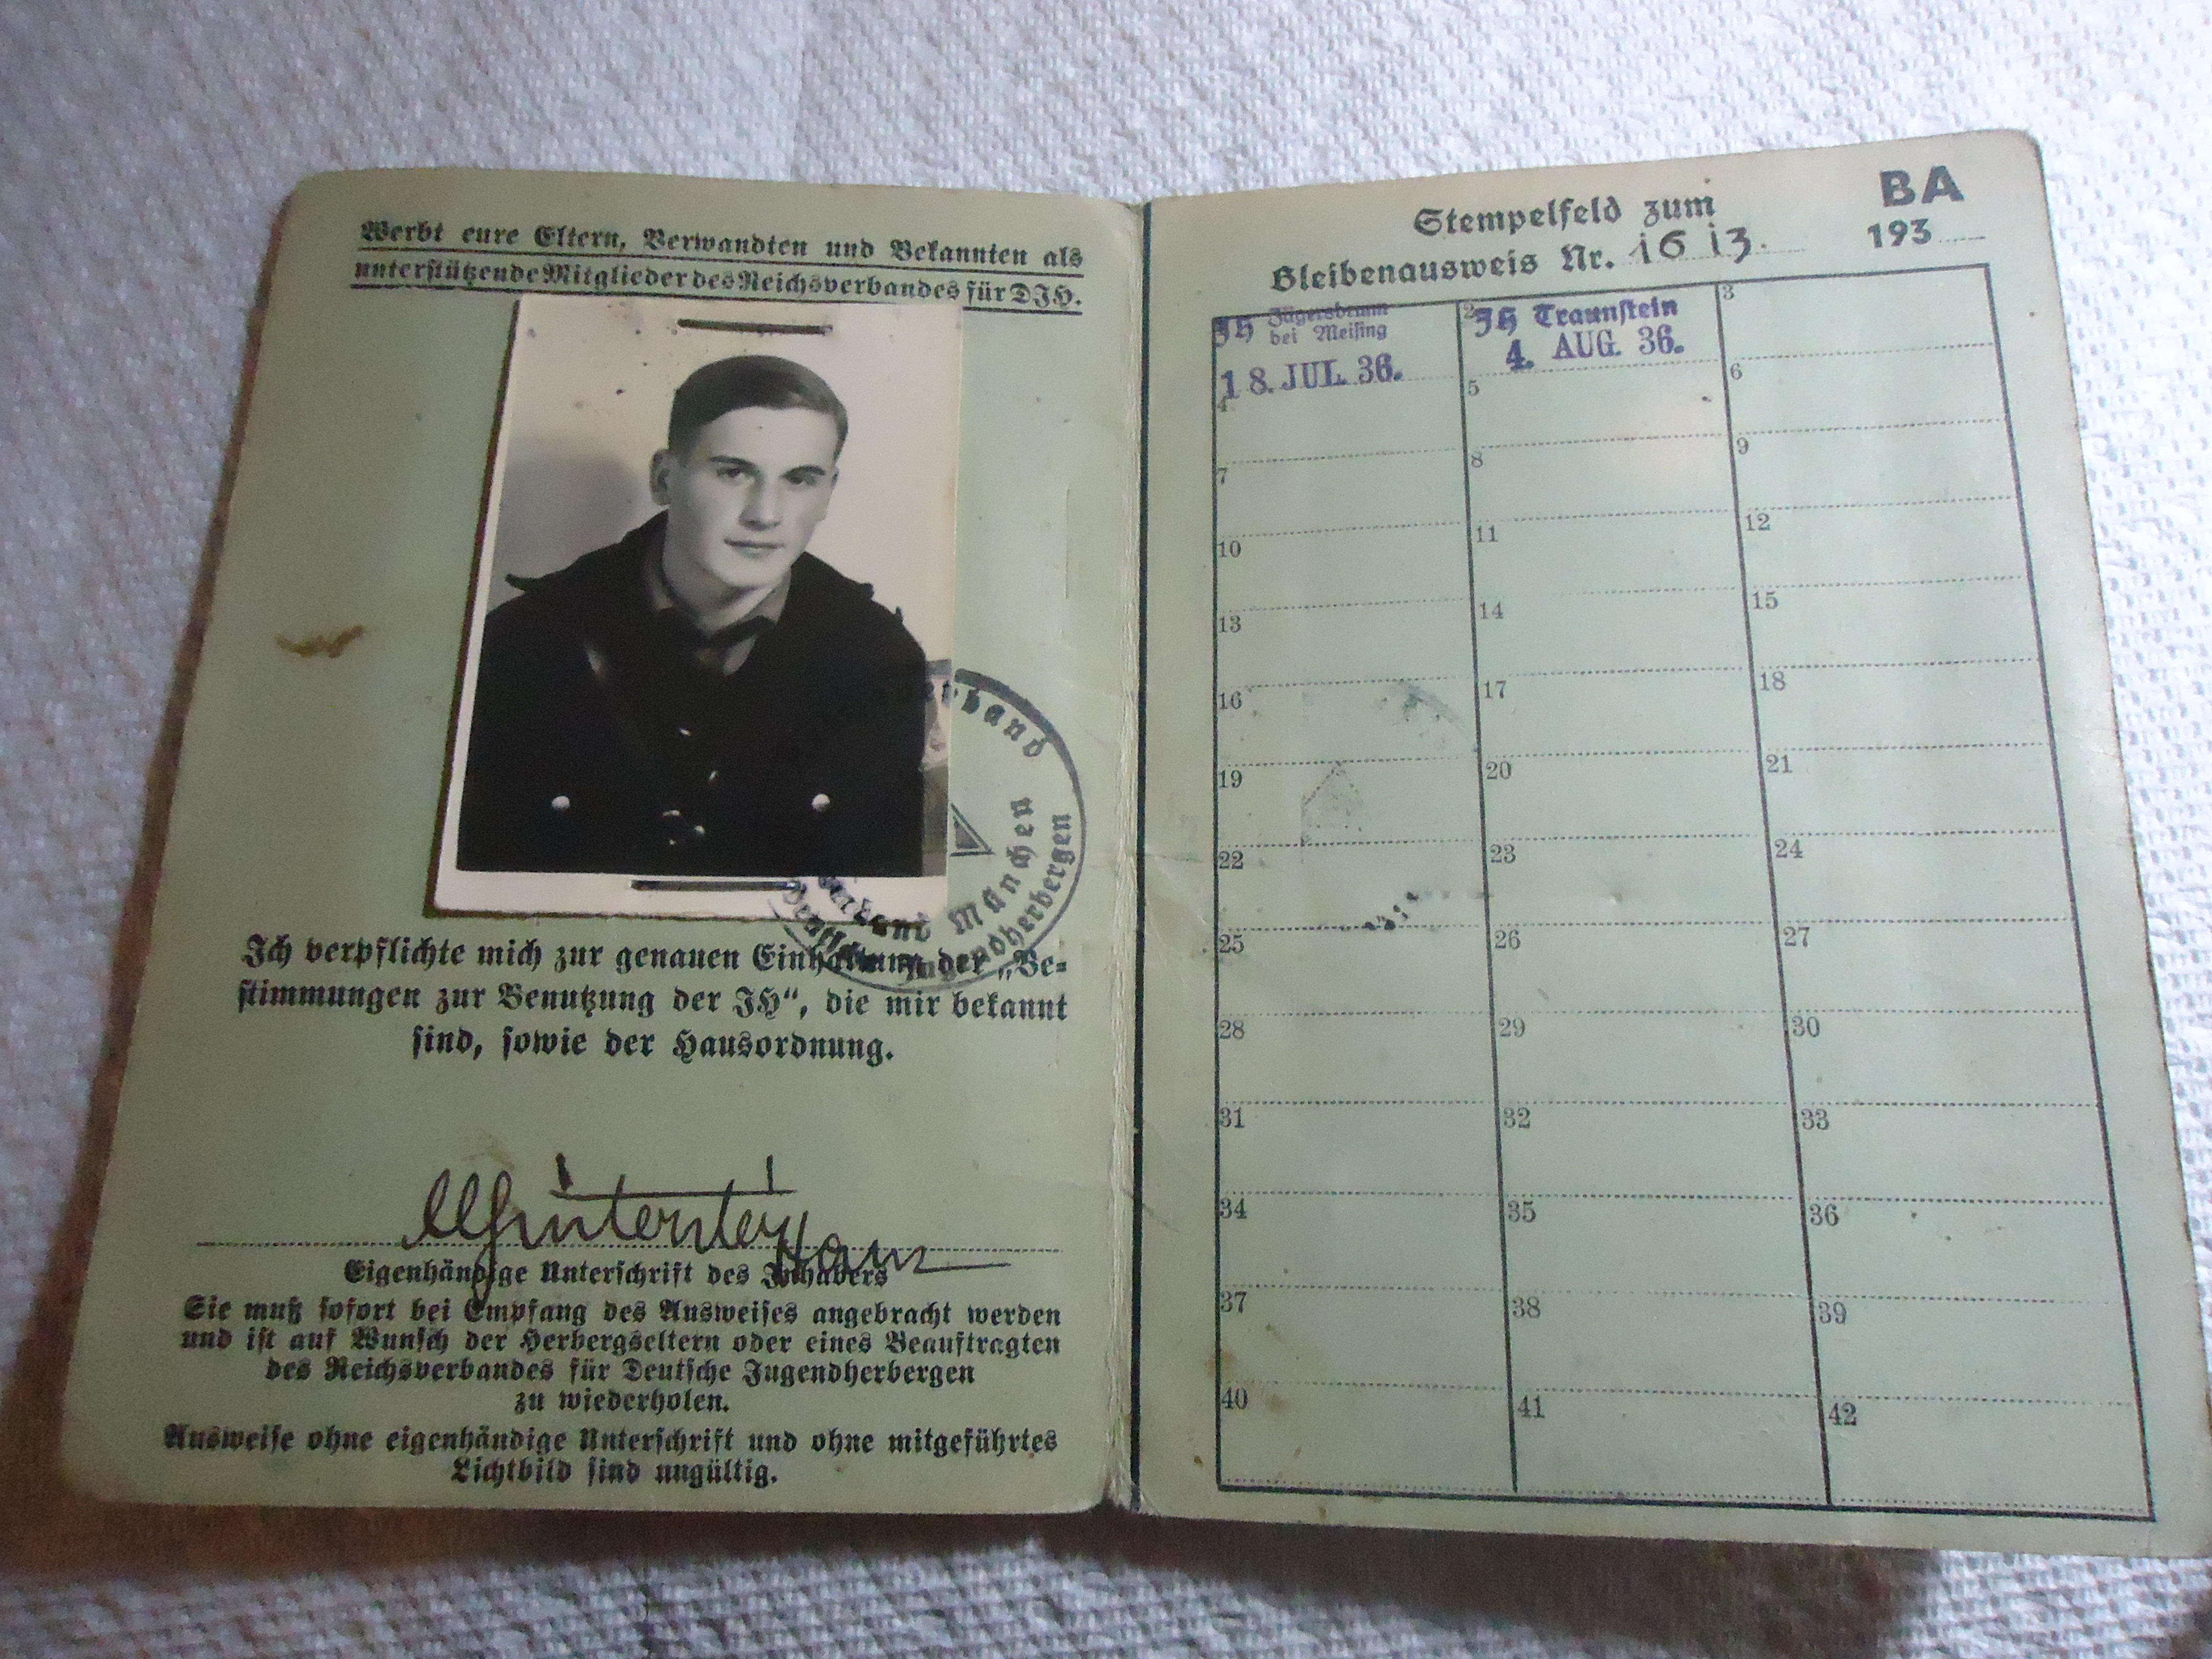 Werbt eure Eltern, Verwandten und Bekannten als
unterstützende Mitglieder des Reichsverbandes für DJH.
München
Jugendherbergen
Ich verpflichte mich zur genauen Einhaltung der „Be-
stimmungen zur Benutzung der JH“, die mir bekannt
sind, sowie der Hausordnung.
Hans
Eigenhändige Unterschrift des Inhabers
Sie muß sofort bei Empfang des Ausweises angebracht werden
und ist auf Wunsch der Herbergseltern oder eines Beauftragten
des Reichsverbandes für Deutsche Jugendherbergen
zu wiederholen.
Ausweise ohne eigenhändige Unterschrift und ohne mitgeführtes
Lichtbild sind ungültig.
BA
Stempelfeld zum
Bleibenausweis Nr. 1613. 193
JH Jägersbrunn
bei Meising
18. JUL. 36.
2 JH Traunstein
4. AUG. 36.
3
4 5 6
7 8 9
10 11 12
13 14 15
16 17 18
19 20 21
22 23 24
25 26 27
28 29 30
31 32 33
34 35 36
37 38 39
40 41 42